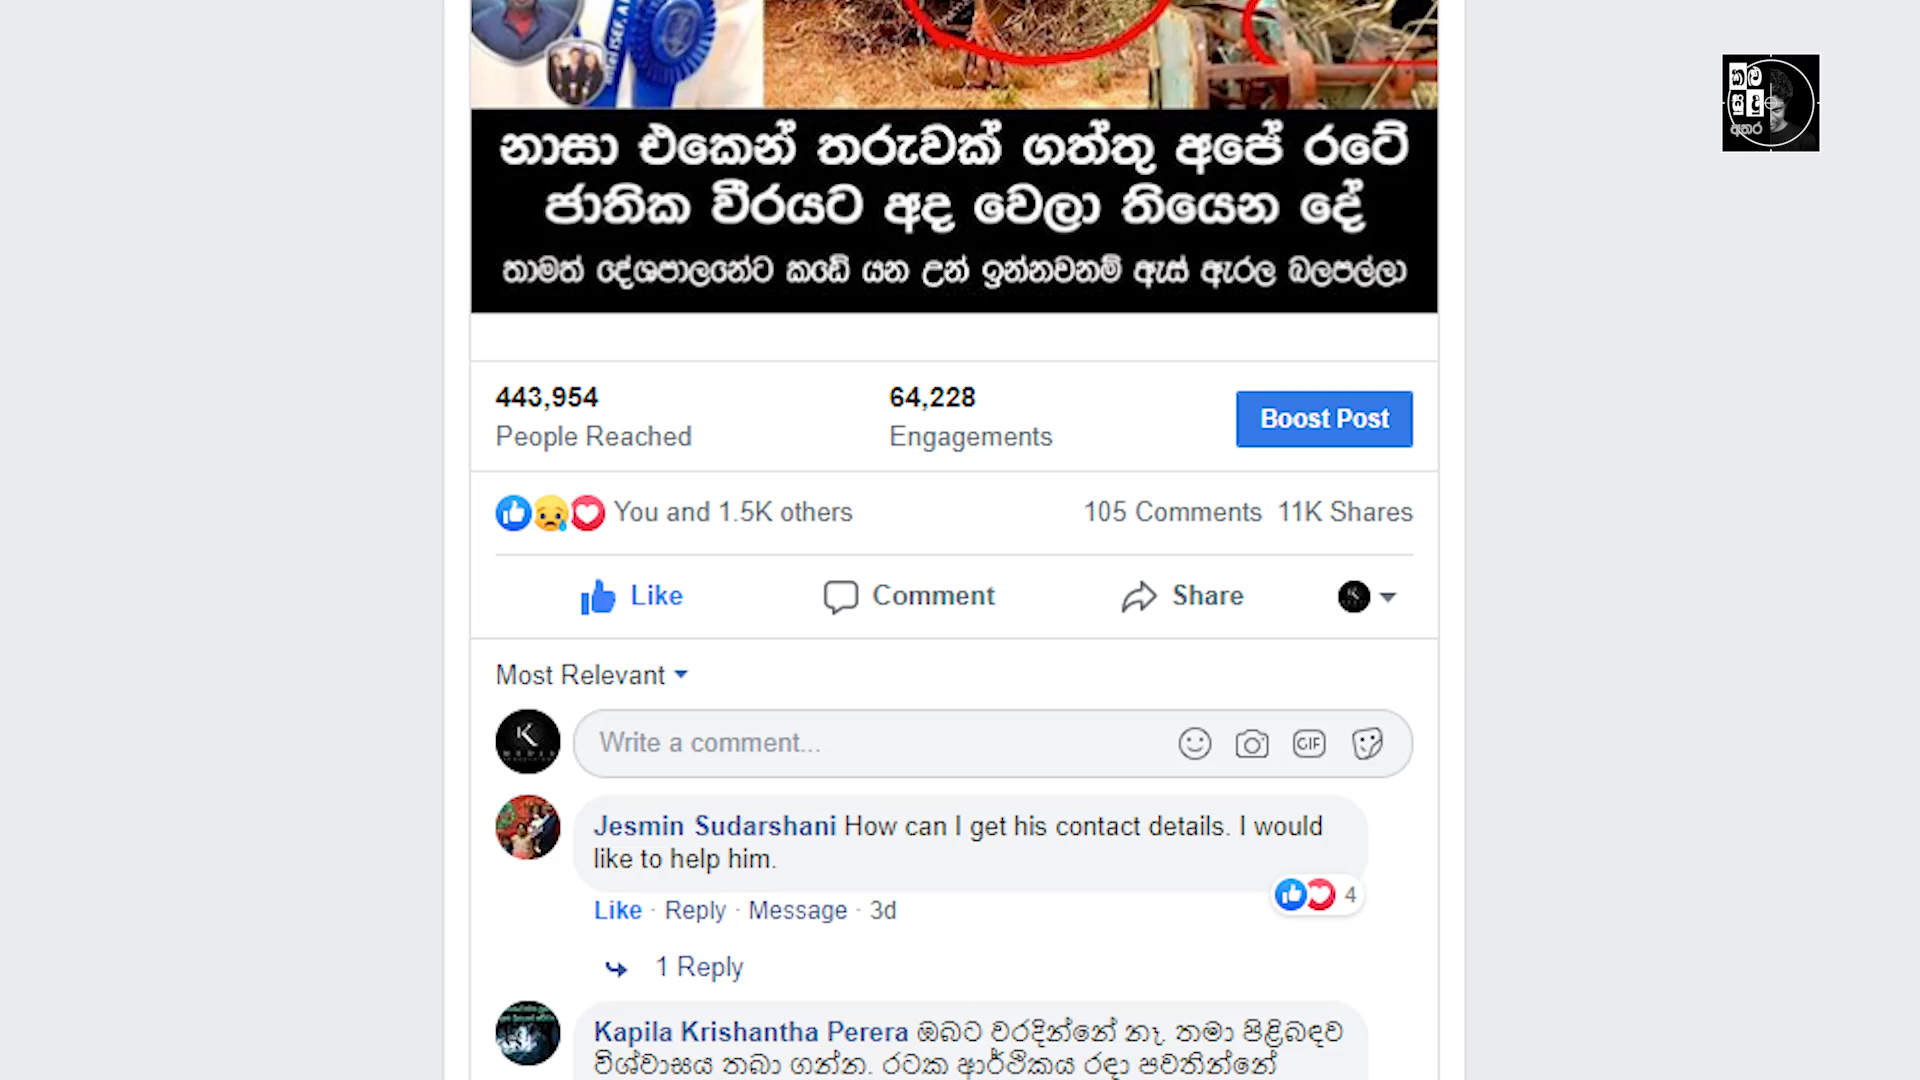 නාසා එකෙන් තරුවක් ගත්තු අපේ රටේ
ජාතික වීරයට අද වෙලා තියෙන දේ
තාමත් දේශපාලනේට කඩේ යන උන් ඉන්නවනම් ඇස් ඇරල බලපල්ලා
443,954
People Reached
64,228
Engagements
Boost Post
You and 1.5K others
105 Comments 11K Shares
Like
Comment
Share
Most Relevant
Write a comment...
GIF
Jesmin Sudarshani How can I get his contact details. I would
like to help him.
4
Like · Reply · Message · 3d
1 Reply
Kapila Krishantha Perera ඔබට වරදින්නේ නෑ. තමා පිළිබඳව
විශ්වාසය තබා ගන්න. රටක ආර්ථිකය රඳා පවතින්නේ
කළු
සුදු
අතර